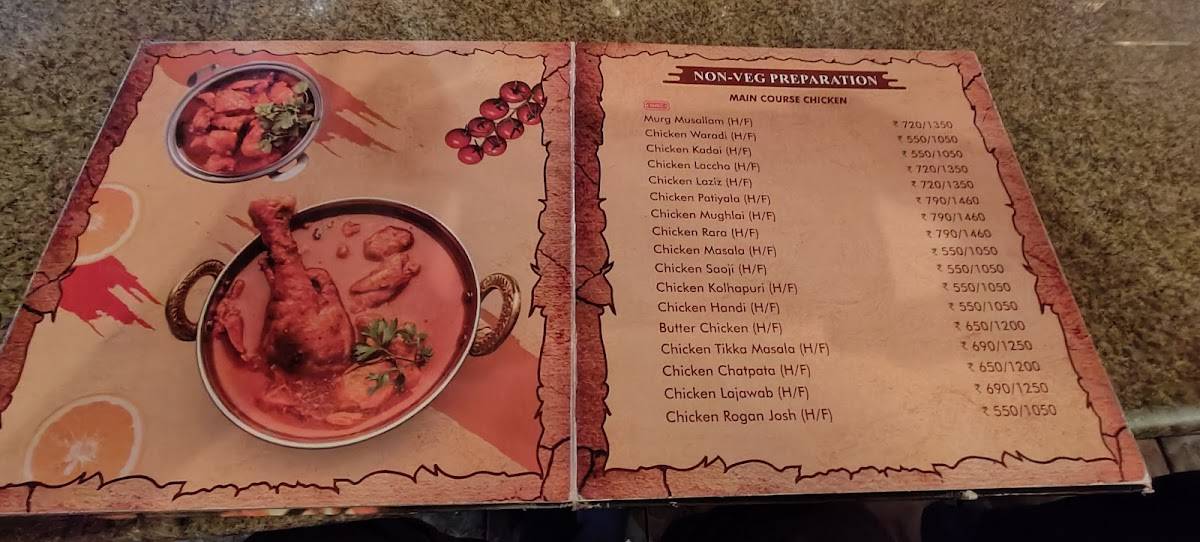 NON-VEG PREPARATION
MAIN COURSE CHICKEN
Murg Musallam (H/F) ₹ 720/1350
Chicken Waradi (H/F) ₹ 550/1050
Chicken Kadai (H/F) ₹ 550/1050
Chicken Laccha (H/F) ₹ 720/1350
Chicken Laziz (H/F) ₹ 720/1350
Chicken Patiyala (H/F) ₹ 790/1460
Chicken Mughlai (H/F) ₹ 790/1460
Chicken Rara (H/F) ₹ 790/1460
Chicken Masala (H/F) ₹ 550/1050
Chicken Saoji (H/F) ₹ 550/1050
Chicken Kolhapuri (H/F) ₹ 550/1050
Chicken Handi (H/F) ₹ 550/1050
Butter Chicken (H/F) ₹ 650/1200
Chicken Tikka Masala (H/F) ₹ 690/1250
Chicken Chatpata (H/F) ₹ 650/1200
Chicken Lajawab (H/F) ₹ 690/1250
Chicken Rogan Josh (H/F) ₹ 550/1050